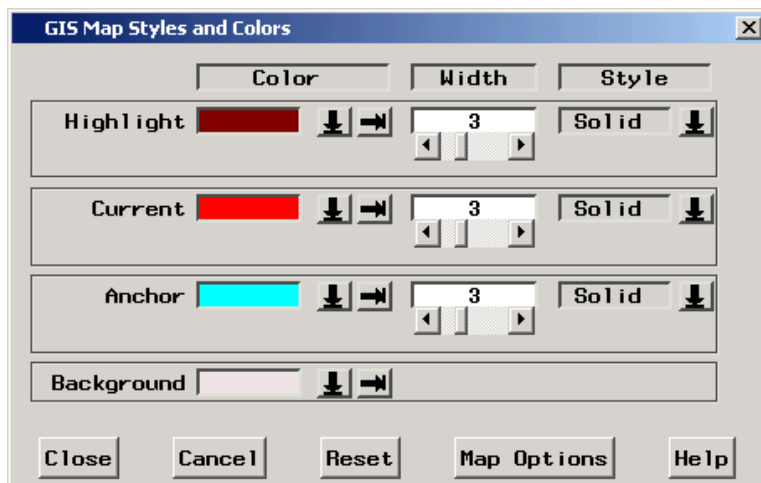 GIS Map Styles and Colors
Color Width Style
Highlight 3 Solid
Current 3 Solid
Anchor 3 Solid
Background
Close Cancel Reset Map Options Help